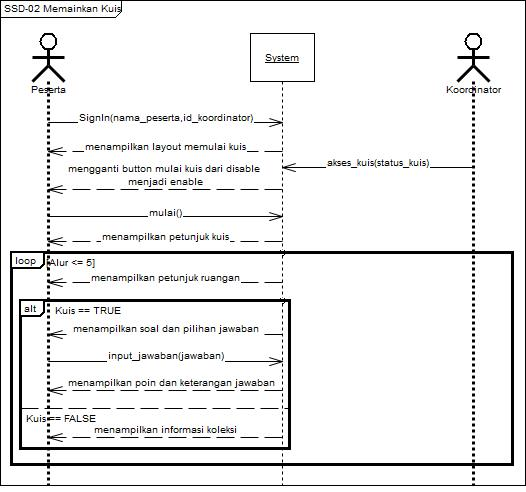 SSD-02 Memainkan Kuis
System
Peserta
Koordinator
SignIn(nama_peserta,id_koordinator)
menampilkan layout memulai kuis
akses_kuis(status_kuis)
mengganti button mulai kuis dari disable
menjadi enable
mulai()
menampilkan petunjuk kuis
loop
[Alur <= 5]
menampilkan petunjuk ruangan
alt
Kuis == TRUE
menampilkan soal dan pilihan jawaban
input_jawaban(jawaban)
menampilkan poin dan keterangan jawaban
Kuis == FALSE
menampilkan informasi koleksi